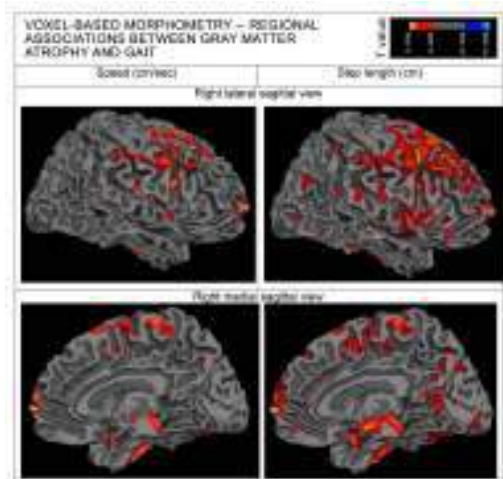 VOXEL-BASED MORPHOMETRY – REGIONAL
ASSOCIATIONS BETWEEN GRAY MATTER
ATROPHY AND GAIT
T value
Speed (cm/sec)
Step length (cm)
Right lateral sagittal view
Right medial sagittal view